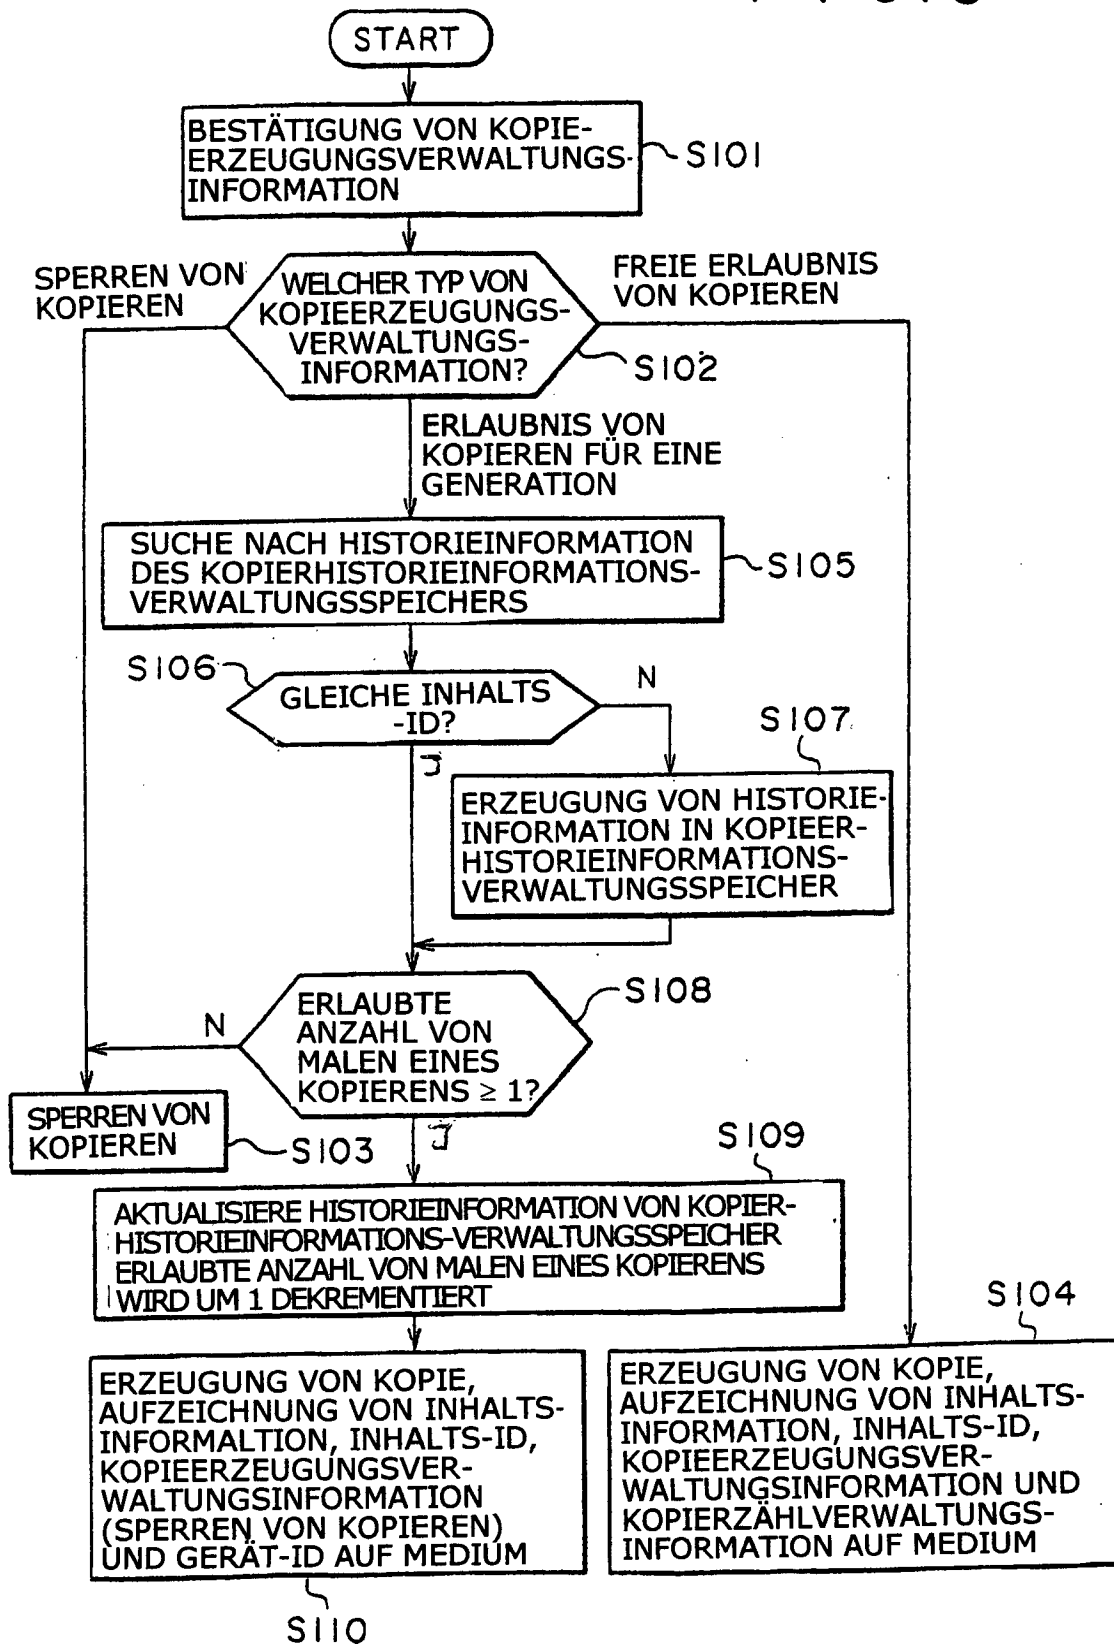 START
BESTÄTIGUNG VON KOPIE-
ERZEUGUNGSVERWALTUNGS-
INFORMATION
S101
SPERREN VON
KOPIEREN
WELCHER TYP VON
KOPIEERZEUGUNGS-
VERWALTUNGS-
INFORMATION?
FREIE ERLAUBNIS
VON KOPIEREN
S102
ERLAUBNIS VON
KOPIEREN FÜR EINE
GENERATION
SUCHE NACH HISTORIEINFORMATION
DES KOPIERHISTORIEINFORMATIONS-
VERWALTUNGSSPEICHERS
S105
S106
GLEICHE INHALTS
-ID?
N
J
S107
ERZEUGUNG VON HISTORIE-
INFORMATION IN KOPIEER-
HISTORIEINFORMATIONS-
VERWALTUNGSSPEICHER
ERLAUBTE
ANZAHL VON
MALEN EINES
KOPIERENS ≥ 1?
S108
N
J
SPERREN VON
KOPIEREN
S103
S109
AKTUALISIERE HISTORIEINFORMATION VON KOPIER-
HISTORIEINFORMATIONS-VERWALTUNGSSPEICHER
ERLAUBTE ANZAHL VON MALEN EINES KOPIERENS
WIRD UM 1 DEKREMENTIERT
S104
ERZEUGUNG VON KOPIE,
AUFZEICHNUNG VON INHALTS-
INFORMALTION, INHALTS-ID,
KOPIEERZEUGUNGSVER-
WALTUNGSINFORMATION
(SPERREN VON KOPIEREN)
UND GERÄT-ID AUF MEDIUM
S110
ERZEUGUNG VON KOPIE,
AUFZEICHNUNG VON INHALTS-
INFORMATION, INHALTS-ID,
KOPIEERZEUGUNGSVER-
WALTUNGSINFORMATION UND
KOPIERZÄHLVERWALTUNGS-
INFORMATION AUF MEDIUM